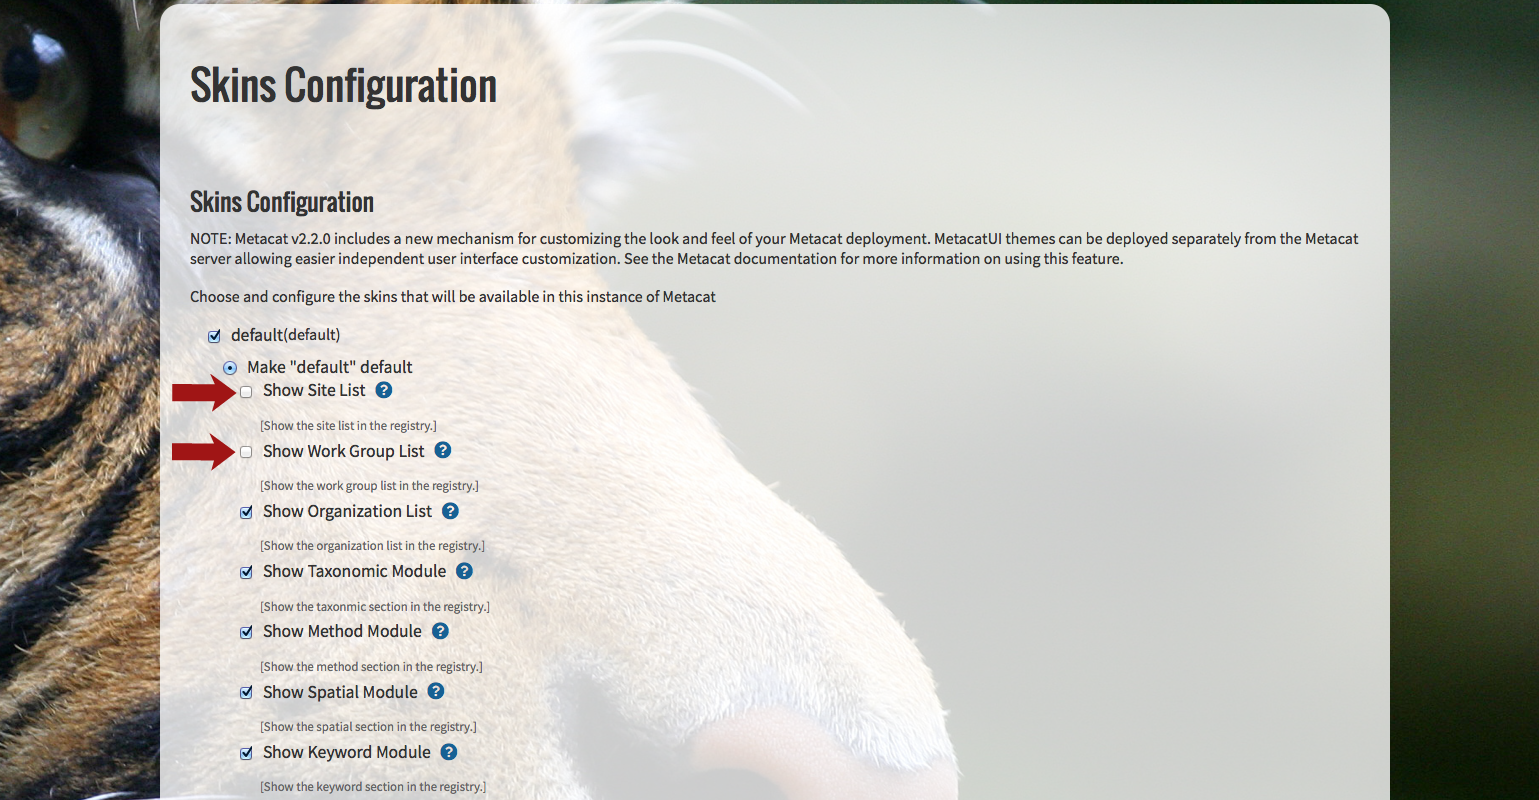 Skins Configuration
Skins Configuration
NOTE: Metacat v2.2.0 includes a new mechanism for customizing the look and feel of your Metacat deployment. MetacatUI themes can be deployed separately from the Metacat
server allowing easier independent user interface customization. See the Metacat documentation for more information on using this feature.
Choose and configure the skins that will be available in this instance of Metacat
default(default)
Make "default" default
Show Site List ?
[Show the site list in the registry.]
Show Work Group List ?
[Show the work group list in the registry.]
Show Organization List ?
[Show the organization list in the registry.]
Show Taxonomic Module ?
[Show the taxonmic section in the registry.]
Show Method Module ?
[Show the method section in the registry.]
Show Spatial Module ?
[Show the spatial section in the registry.]
Show Keyword Module ?
[Show the keyword section in the registry.]